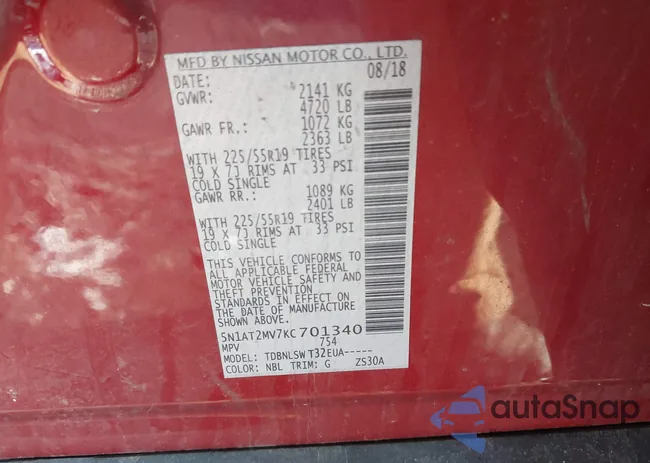 MFD BY NISSAN MOTOR CO., LTD.
DATE: 08/18
GVWR: 2141 KG
4720 LB
GAWR FR.: 1072 KG
2363 LB
WITH 225/55R19 TIRES
19 X 7J RIMS AT 33 PSI
COLD SINGLE
GAWR RR.: 1089 KG
2401 LB
WITH 225/55R19 TIRES
19 X 7J RIMS AT 33 PSI
COLD SINGLE
THIS VEHICLE CONFORMS TO
ALL APPLICABLE FEDERAL
MOTOR VEHICLE SAFETY AND
THEFT PREVENTION
STANDARDS IN EFFECT ON
THE DATE OF MANUFACTURE
SHOWN ABOVE.
5N1AT2MV7KC701340
MPV 754
MODEL: TDBNLSWT32EUA-----
COLOR: NBL TRIM: G ZS30A
autaSnap